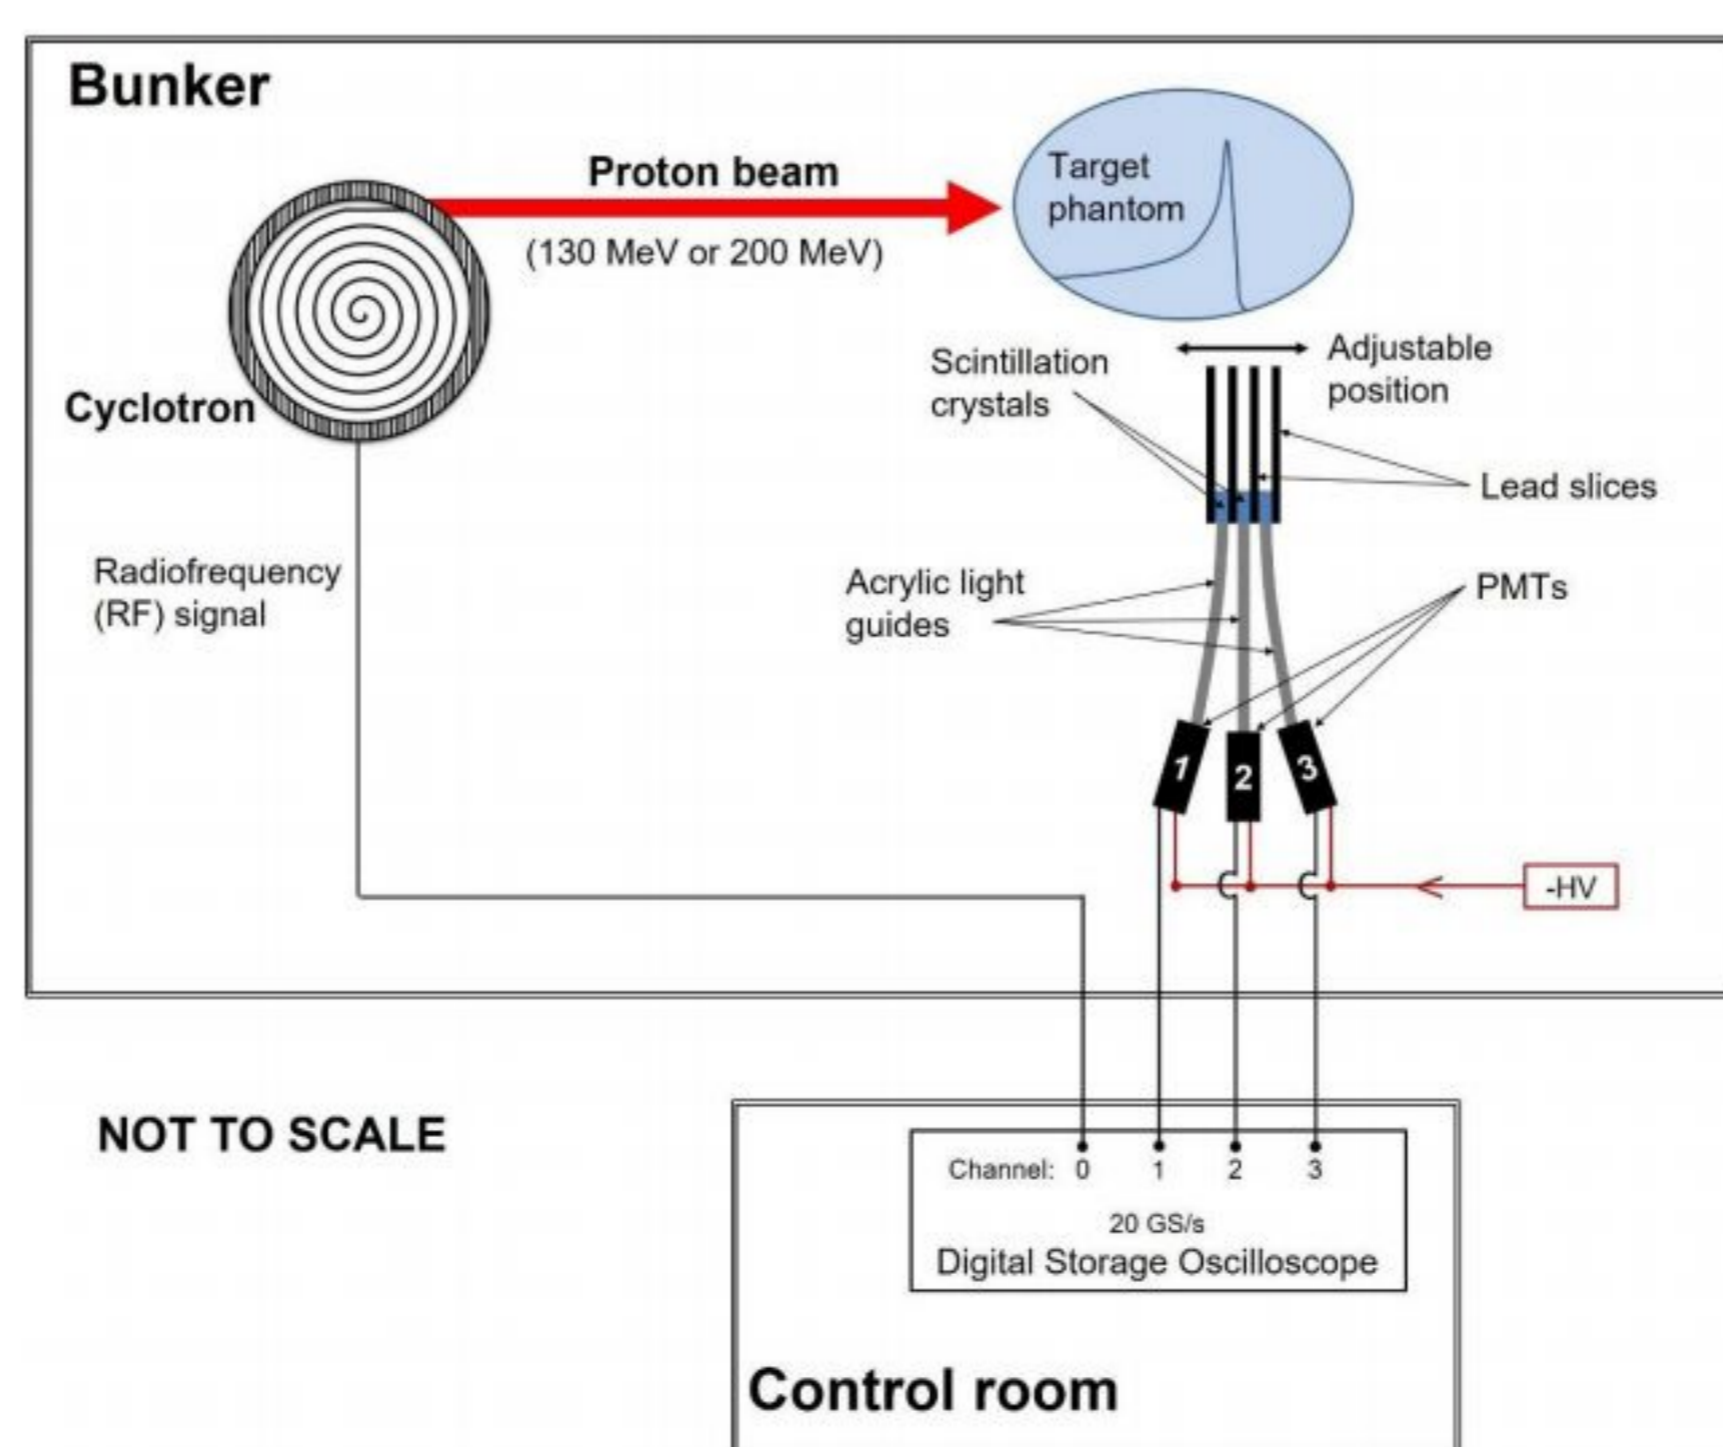 Bunker
Proton beam
(130 MeV or 200 MeV)
Target
phantom
Cyclotron
Scintillation
crystals
Adjustable
position
Lead slices
Radiofrequency
(RF) signal
Acrylic light
guides
PMTs
1
2
3
-HV
NOT TO SCALE
Channel: 0 1 2 3
20 GS/s
Digital Storage Oscilloscope
Control room